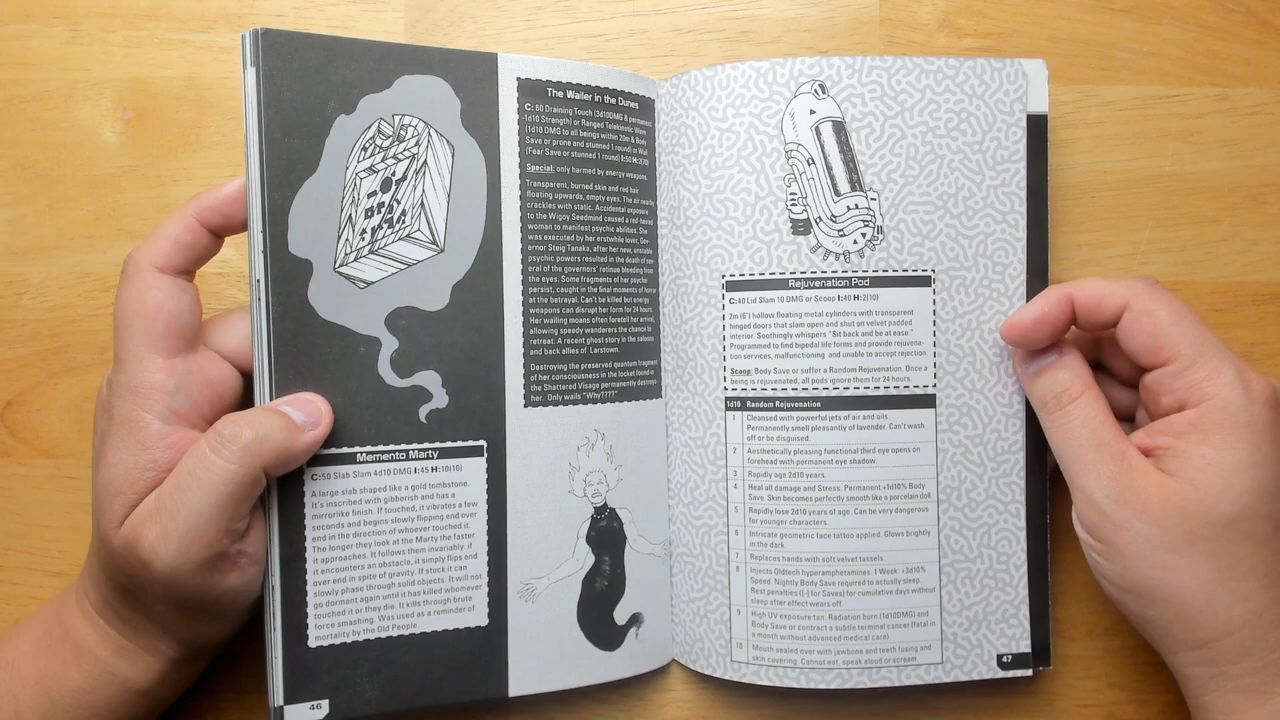 Memento Marty
C:50 Slab Slam 4d10 DMG I:45 H:10(10)
A large slab shaped like a gold tombstone.
It's inscribed with gibberish and has a
mirrorlike finish. If touched, it vibrates a few
seconds and begins slowly flipping end over
end in the direction of whoever touched it.
The longer they look at the Marty the faster
it approaches. It follows them invariably. if
it encounters an obstacle, it simply flips end
over end in spite of gravity. If stuck it can
slowly phase through solid objects. It will not
go dormant again until it has killed whomever
touched it or they die. It kills through brute
force smashing. Was used as a reminder of
mortality by the Old People.
46
The Wailer in the Dunes
C: 60 Draining Touch (3d10DMG & permanent
-1d10 Strength) or Ranged Telekinetic Wave
(1d10 DMG to all beings within 20m & Body
Save or prone and stunned 1 round) or Wail
(Fear Save or stunned 1 round) I:50 H:2(20)
Special: only harmed by energy weapons.
Transparent, burned skin and red hair
floating upwards, empty eyes. The air nearby
crackles with static. Accidental exposure
to the Wigoy Seedmind caused a red-haired
woman to manifest psychic abilities. She
was executed by her erstwhile lover, Gov-
ernor Steig Tanaka, after her new, unstable
psychic powers resulted in the death of sev-
eral of the governors' retinue bleeding from
the eyes. Some fragments of her psyche
persist, caught in the final moments of horror
at the betrayal. Can't be killed but energy
weapons can disrupt her form for 24 hours.
Her wailing moans often foretell her arrival,
allowing speedy wanderers the chance to
retreat. A recent ghost story in the saloons
and back allies of Larstown.
Destroying the preserved quantum fragment
of her consciousness in the locket found in
the Shattered Visage permanently destroys
her. Only wails "Why????"
Rejuvenation Pod
C:40 Lid Slam 10 DMG or Scoop I:40 H:2(10)
2m (6') hollow floating metal cylinders with transparent
hinged doors that slam open and shut on velvet padded
interior. Soothingly whispers "Sit back and be at ease."
Programmed to find bipedal life forms and provide rejuvena-
tion services, malfunctioning and unable to accept rejection.
Scoop: Body Save or suffer a Random Rejuvenation. Once a
being is rejuvenated, all pods ignore them for 24 hours.
1d10 Random Rejuvenation
1 Cleansed with powerful jets of air and oils.
Permanently smell pleasantly of lavender. Can't wash
off or be disguised.
2 Aesthetically pleasing functional third eye opens on
forehead with permanent eye shadow.
3 Rapidly age 2d10 years.
4 Heal all damage and Stress. Permanent +1d10% Body
Save. Skin becomes perfectly smooth like a porcelain doll.
5 Rapidly lose 2d10 years of age. Can be very dangerous
for younger characters.
6 Intricate geometric face tattoo applied. Glows brightly
in the dark.
7 Replaces hands with soft velvet tassels.
8 Injects Oldtech hyperamphetamines. 1 Week: +3d10%
Speed. Nightly Body Save required to actually sleep.
Rest penalties ([-] for Saves) for cumulative days without
sleep after effect wears off.
9 High UV exposure tan. Radiation burn (1d10DMG) and
Body Save or contract a subtle terminal cancer (fatal in
a month without advanced medical care).
10 Mouth sealed over with jawbone and teeth fusing and
skin covering. Cannot eat, speak aloud or scream
47